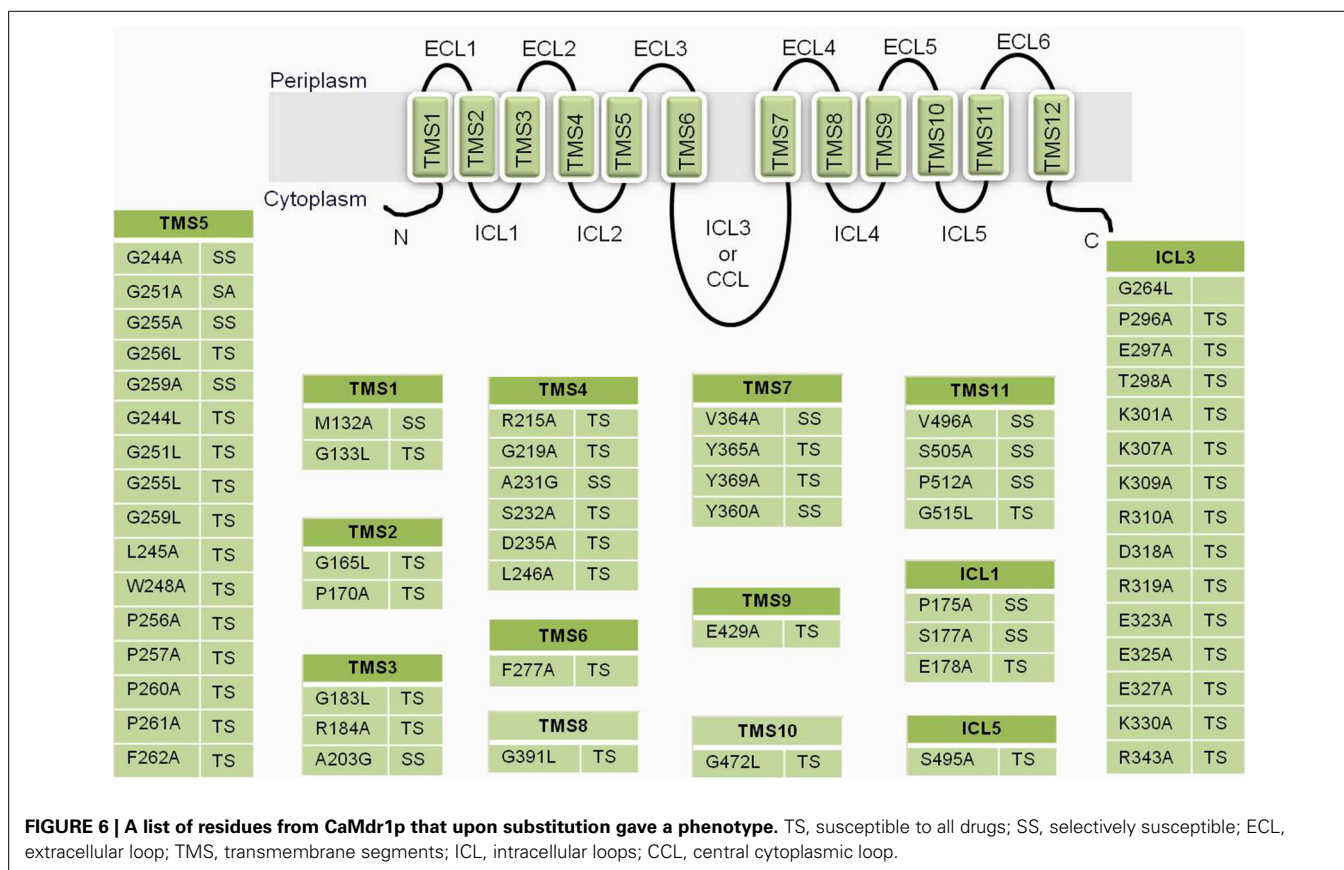 ECL1 ECL2 ECL3 ECL4 ECL5 ECL6
Periplasm
TMS1 TMS2 TMS3 TMS4 TMS5 TMS6 TMS7 TMS8 TMS9 TMS10 TMS11 TMS12
Cytoplasm
N ICL1 ICL2 ICL3 or CCL ICL4 ICL5 C
TMS5
G244A SS
G251A SA
G255A SS
G256L TS
G259A SS
G244L TS
G251L TS
G255L TS
G259L TS
L245A TS
W248A TS
P256A TS
P257A TS
P260A TS
P261A TS
F262A TS
TMS1
M132A SS
G133L TS
TMS2
G165L TS
P170A TS
TMS3
G183L TS
R184A TS
A203G SS
TMS4
R215A TS
G219A TS
A231G SS
S232A TS
D235A TS
L246A TS
TMS6
F277A TS
TMS8
G391L TS
TMS7
V364A SS
Y365A TS
Y369A TS
Y360A SS
TMS9
E429A TS
TMS10
G472L TS
TMS11
V496A SS
S505A SS
P512A SS
G515L TS
ICL1
P175A SS
S177A SS
E178A TS
ICL5
S495A TS
ICL3
G264L
P296A TS
E297A TS
T298A TS
K301A TS
K307A TS
K309A TS
R310A TS
D318A TS
R319A TS
E323A TS
E325A TS
E327A TS
K330A TS
R343A TS
FIGURE 6 | A list of residues from CaMdr1p that upon substitution gave a phenotype. TS, susceptible to all drugs; SS, selectively susceptible; ECL,
extracellular loop; TMS, transmembrane segments; ICL, intracellular loops; CCL, central cytoplasmic loop.